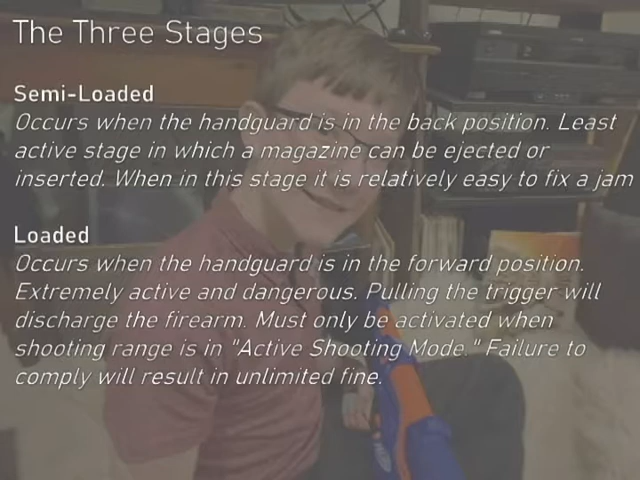 The Three Stages
Semi-Loaded
Occurs when the handguard is in the back position. Least
active stage in which a magazine can be ejected or
inserted. When in this stage it is relatively easy to fix a jam
Loaded
Occurs when the handguard is in the forward position.
Extremely active and dangerous. Pulling the trigger will
discharge the firearm. Must only be activated when
shooting range is in "Active Shooting Mode." Failure to
comply will result in unlimited fine.